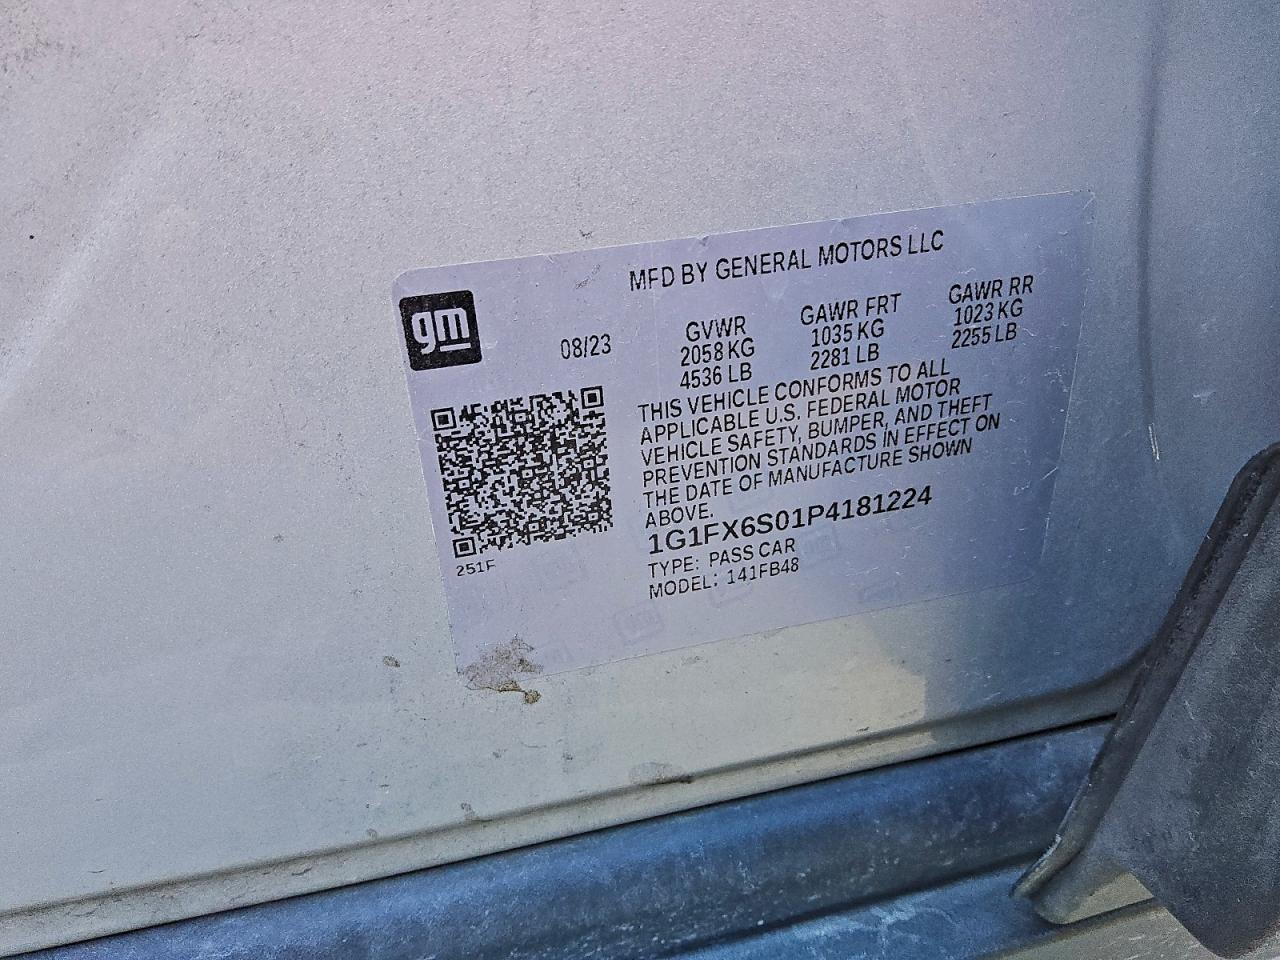 MFD BY GENERAL MOTORS LLC
gm
08/23
GVWR
2058 KG
4536 LB
GAWR FRT
1035 KG
2281 LB
GAWR RR
1023 KG
2255 LB
THIS VEHICLE CONFORMS TO ALL
APPLICABLE U.S. FEDERAL MOTOR
VEHICLE SAFETY, BUMPER, AND THEFT
PREVENTION STANDARDS IN EFFECT ON
THE DATE OF MANUFACTURE SHOWN
ABOVE.
1G1FX6S01P4181224
TYPE: PASS CAR
MODEL: 141FB48
251F